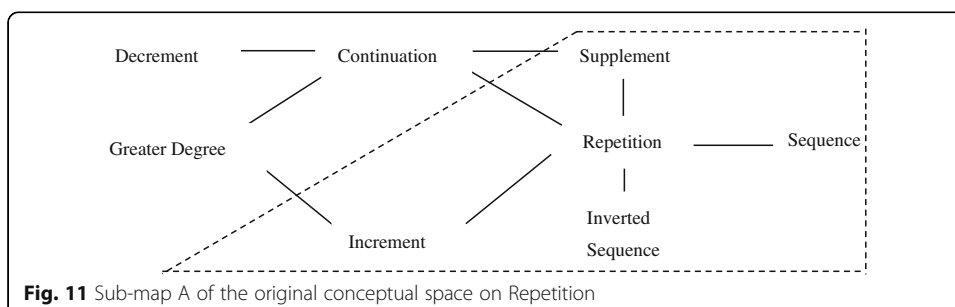 Decrement Continuation Supplement
Greater Degree Repetition Sequence
Increment Inverted
Sequence
Fig. 11 Sub-map A of the original conceptual space on Repetition